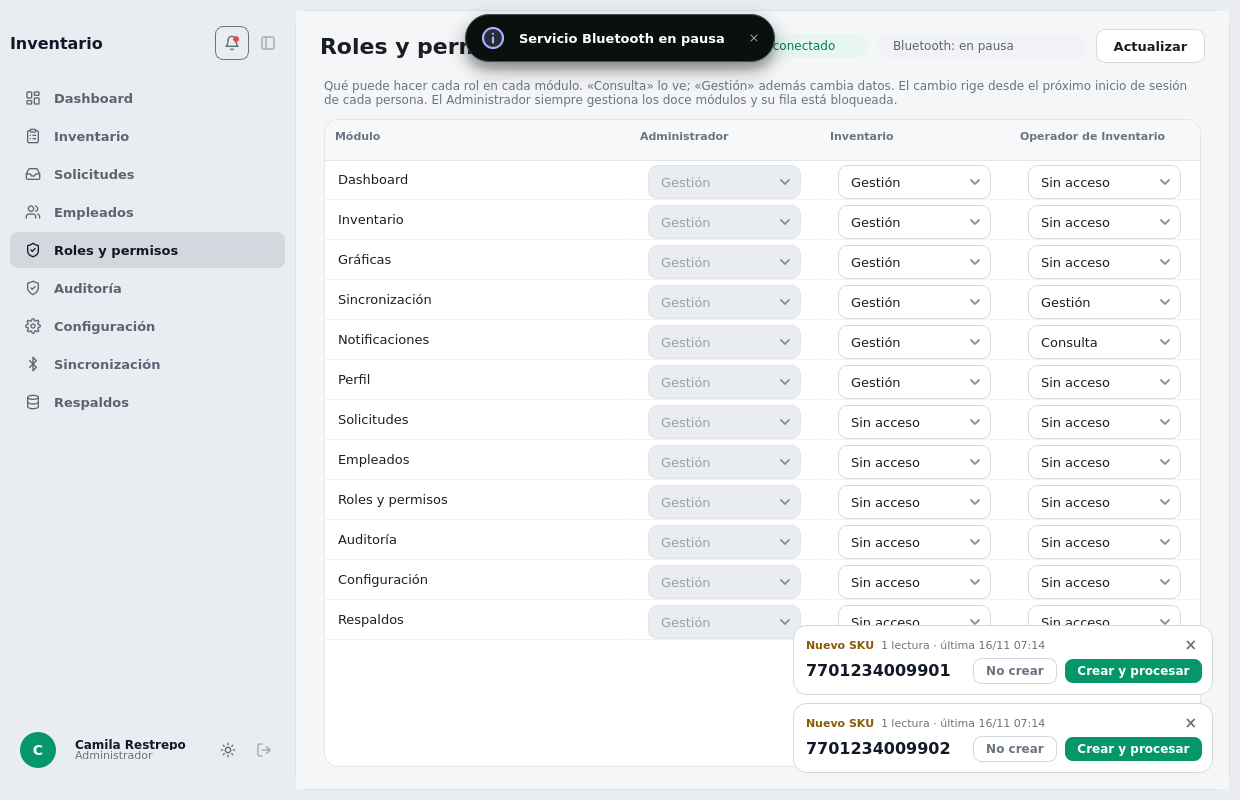 Inventario
Dashboard
Inventario
Solicitudes
Empleados
Roles y permisos
Auditoría
Configuración
Sincronización
Respaldos
C
Camila Restrepo
Administrador
Roles y
Servicio Bluetooth en pausa
conectado
Bluetooth: en pausa
Actualizar
Qué puede hacer cada rol en cada módulo. «Consulta» lo ve; «Gestión» además cambia datos. El cambio rige desde el próximo inicio de sesión
de cada persona. El Administrador siempre gestiona los doce módulos y su fila está bloqueada.
Módulo Administrador Inventario Operador de Inventario
Dashboard Gestión Gestión Sin acceso
Inventario Gestión Gestión Sin acceso
Gráficas Gestión Gestión Sin acceso
Sincronización Gestión Gestión Gestión
Notificaciones Gestión Gestión Consulta
Perfil Gestión Gestión Sin acceso
Solicitudes Gestión Sin acceso Sin acceso
Empleados Gestión Sin acceso Sin acceso
Roles y permisos Gestión Sin acceso Sin acceso
Auditoría Gestión Sin acceso Sin acceso
Configuración Gestión Sin acceso Sin acceso
Respaldos Gestión Sin acceso Sin acceso
Nuevo SKU 1 lectura · última 16/11 07:14
7701234009901 No crear Crear y procesar
Nuevo SKU 1 lectura · última 16/11 07:14
7701234009902 No crear Crear y procesar